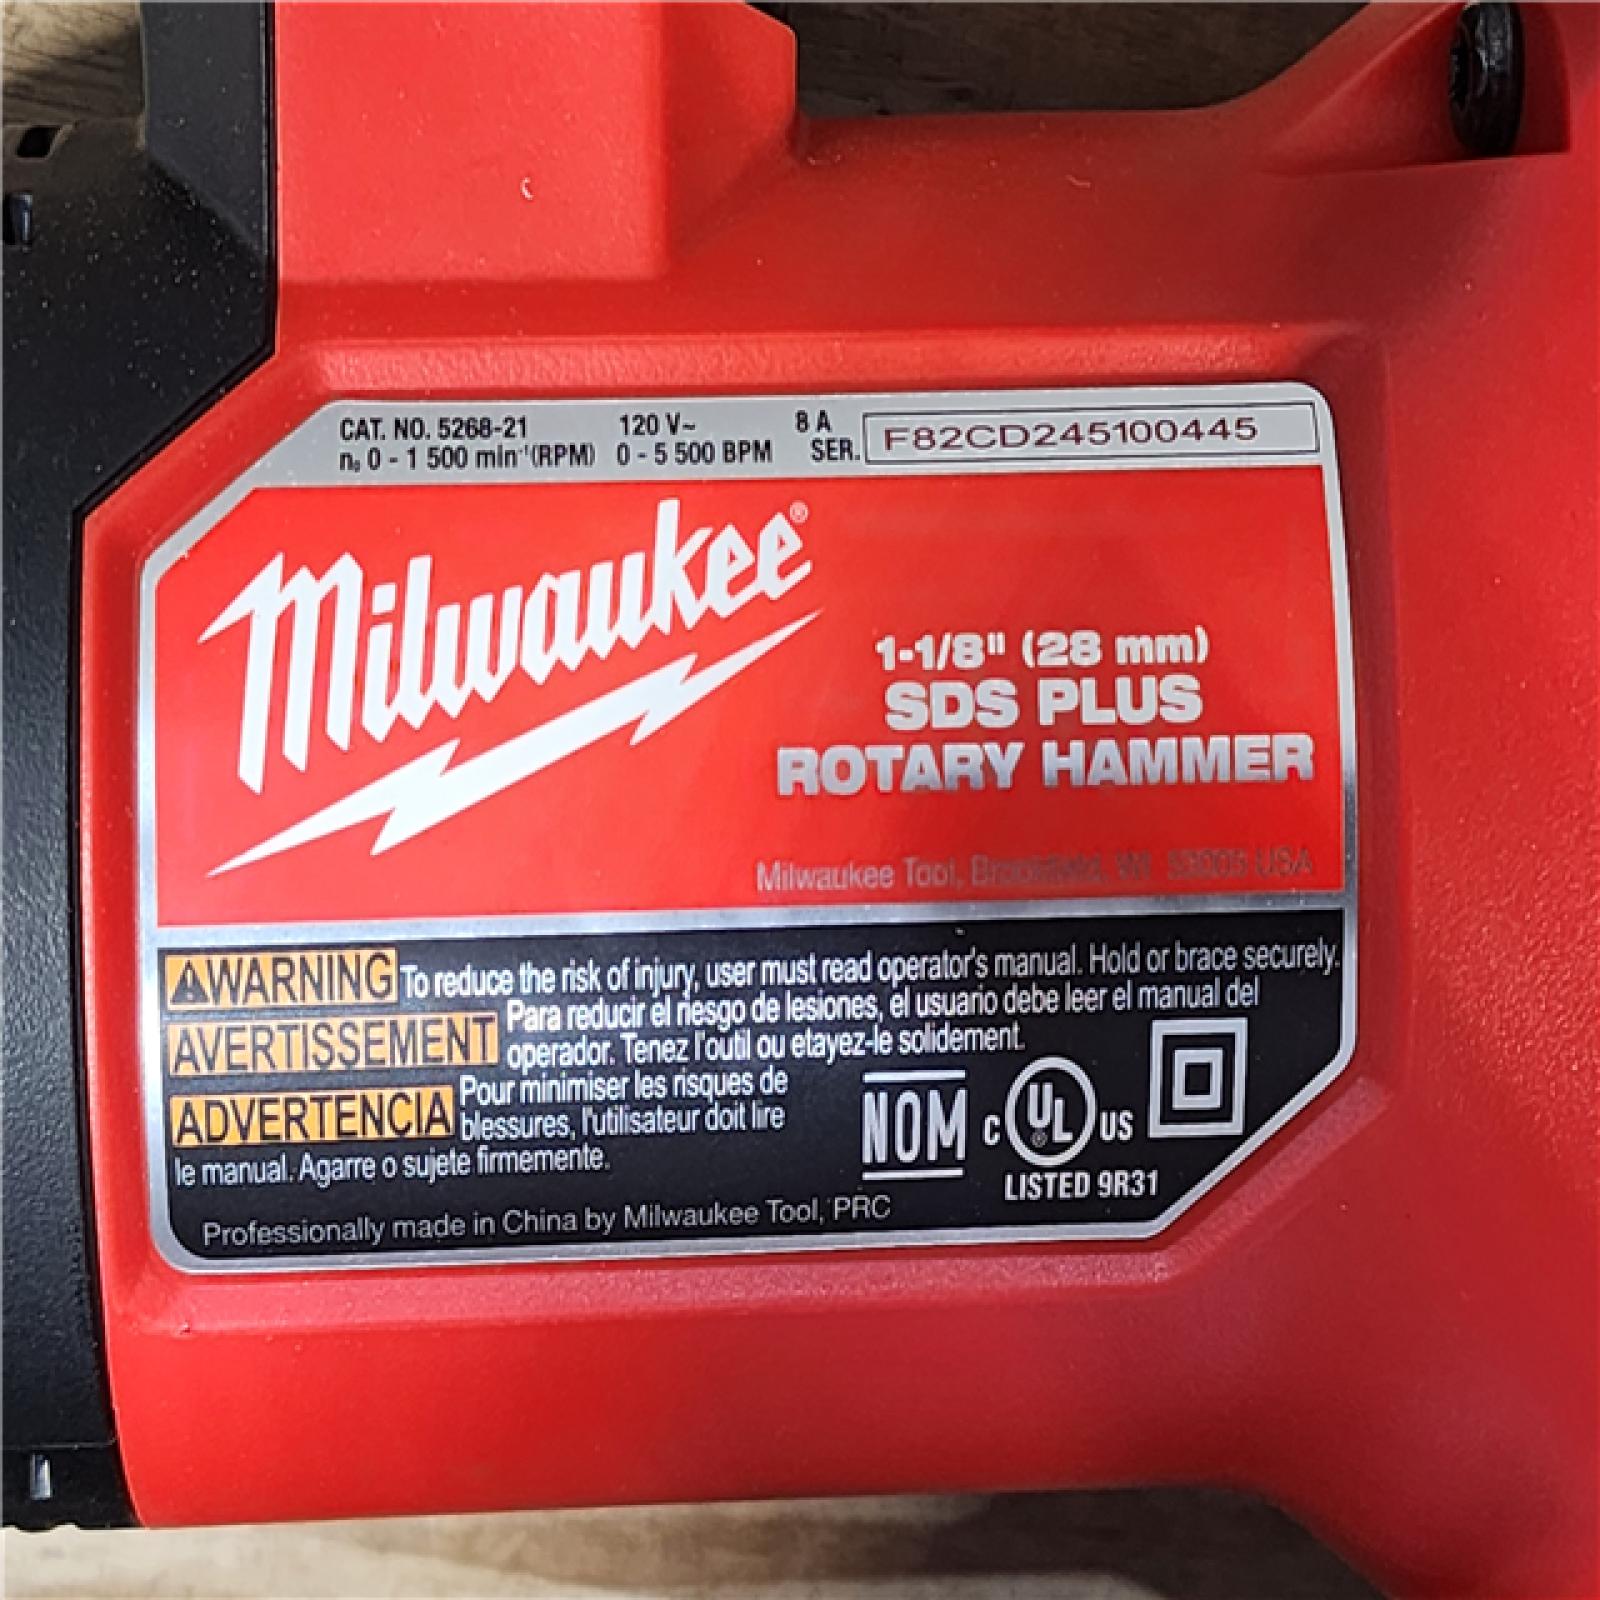 CAT. NO. 5268-21 120 V~ 8 A
n₀ 0 - 1 500 min⁻¹(RPM) 0 - 5 500 BPM SER. F82CD245100445
Milwaukee®
1-1/8" (28 mm)
SDS PLUS
ROTARY HAMMER
Milwaukee Tool, Brookfield, WI 53005 USA
WARNING To reduce the risk of injury, user must read operator's manual. Hold or brace securely.
AVERTISSEMENT Para reducir el riesgo de lesiones, el usuario debe leer el manual del
operador. Tenez l'outil ou etayez-le solidement.
ADVERTENCIA Pour minimiser les risques de
blessures, l'utilisateur doit lire
le manual. Agarre o sujete firmemente.
NOM C UL® US
LISTED 9R31
Professionally made in China by Milwaukee Tool, PRC